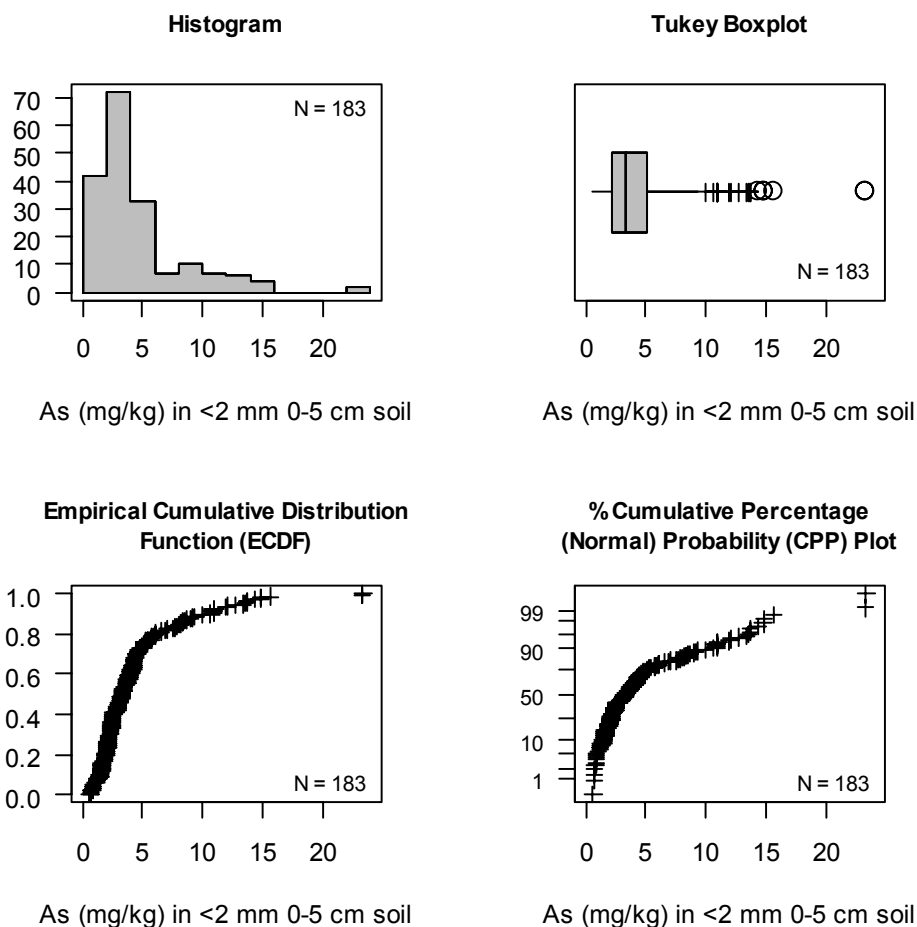 Histogram
70
60
50
40
30
20
10
0
N = 183
0 5 10 15 20
As (mg/kg) in <2 mm 0-5 cm soil
Tukey Boxplot
N = 183
0 5 10 15 20
As (mg/kg) in <2 mm 0-5 cm soil
Empirical Cumulative Distribution
Function (ECDF)
1.0
0.8
0.6
0.4
0.2
0.0
N = 183
0 5 10 15 20
As (mg/kg) in <2 mm 0-5 cm soil
% Cumulative Percentage
(Normal) Probability (CPP) Plot
99
90
50
10
1
N = 183
0 5 10 15 20
As (mg/kg) in <2 mm 0-5 cm soil